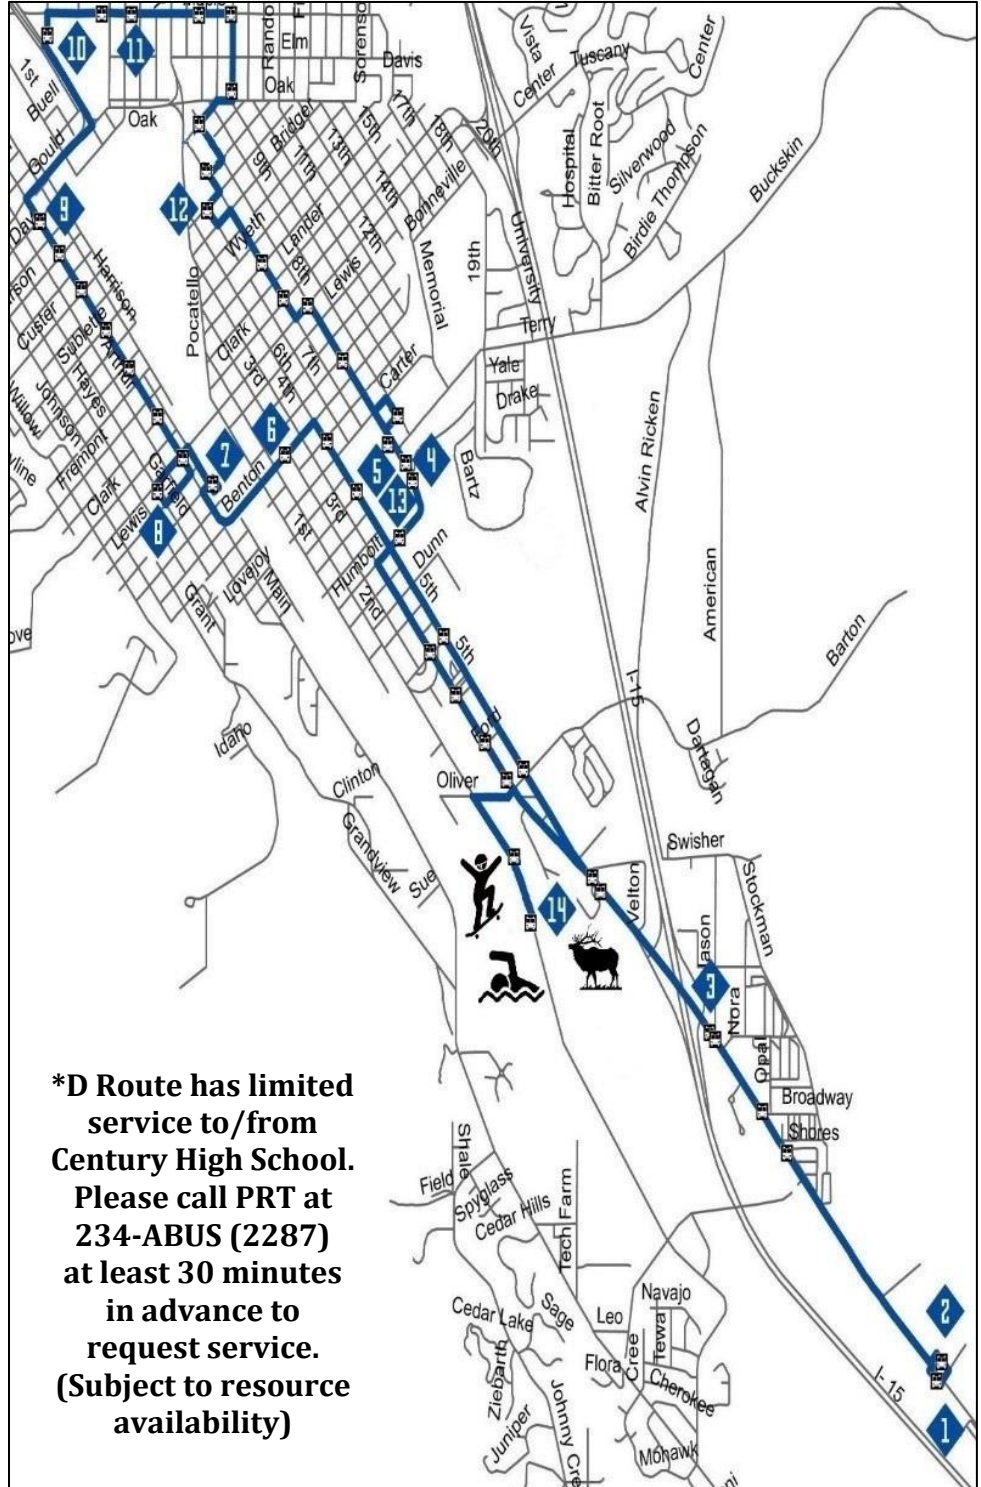 10
11
Elm
Davis
Oak
1st
Buell
Oak
Gould
Bridger
9th
11th
13th
15th
17th
18th
20th
14th
12th
Bonneville
Vista
Center
Tuscany
Center
Hospital
Bitter Root
Silverwood
Birdie Thompson
Buckskin
9
12
Wyeth
Lander
8th
Lewis
Memorial
19th
University
Harrison
Custer
Sublette
Arthur
Hayes
Johnson
Willow
Fremont
Clark
Lewis
Garfield
Pocatello
Clark
3rd
6th
4th
7th
Carter
Terry
Yale
Drake
Bartz
Alvin Ricken
American
Barton
6
7
Benton
5
4
13
8
1st
3rd
Humbolt
2nd
Dunn
5th
5th
Lovejoy
Main
Grant
Idaho
Clinton
Grandview
Sue
Oliver
I-15
Dartagan
Swisher
Stockman
Velton
14
3
Nora
Opal
Broadway
Shores
*D Route has limited
service to/from
Century High School.
Please call PRT at
234-ABUS (2287)
at least 30 minutes
in advance to
request service.
(Subject to resource
availability)
Shale
Field
Spyglass
Cedar Hills
Tech Farm
Cedar Lake
Sage
Leo
Navajo
Tewa
Cree
Flora
Cherokee
Ziebarth
Juniper
Johnny Cre
Mohawk
I-15
2
1